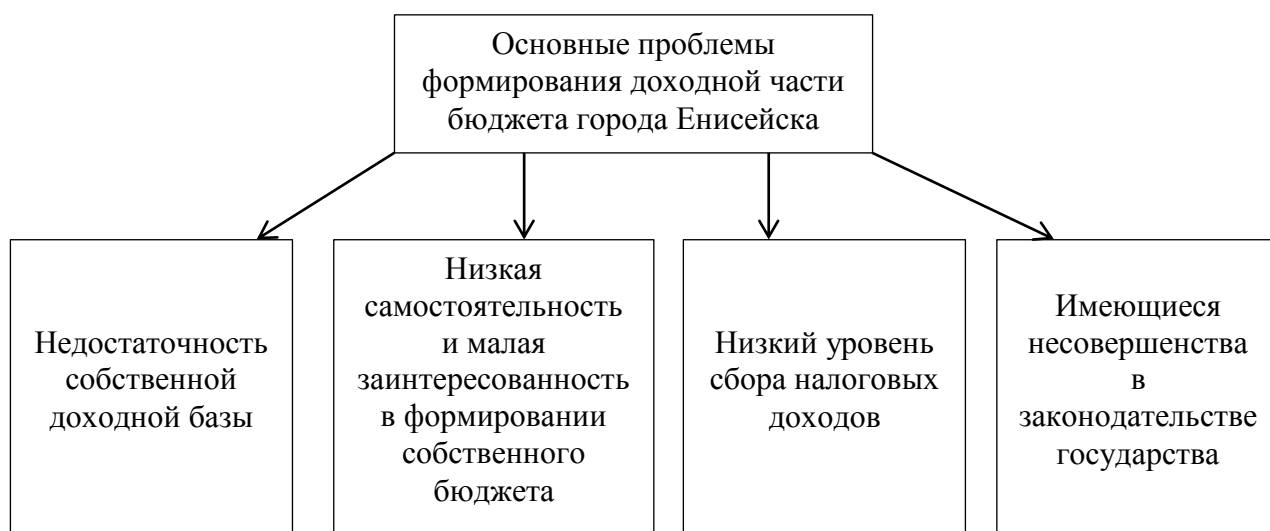 Основные проблемы
формирования доходной части
бюджета города Енисейска
Недостаточность
собственной
доходной базы
Низкая
самостоятельность
и малая
заинтересованность
в формировании
собственного
бюджета
Низкий уровень
сбора налоговых
доходов
Имеющиеся
несовершенства
в
законодательстве
государства